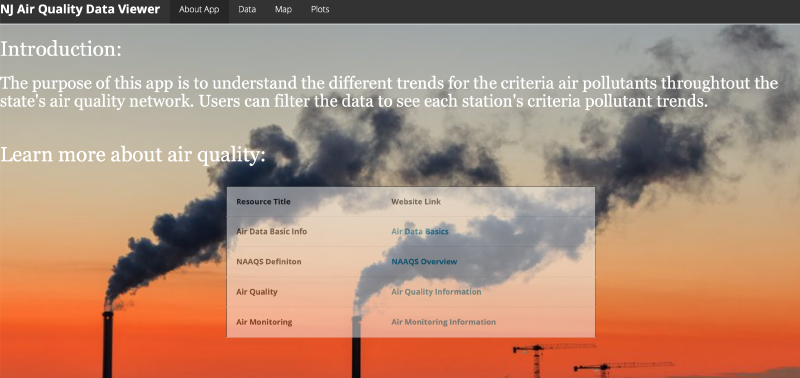 NJ Air Quality Data Viewer About App Data Map Plots
Introduction:
The purpose of this app is to understand the different trends for the criteria air pollutants throughtout the
state's air quality network. Users can filter the data to see each station's criteria pollutant trends.
Learn more about air quality:
Resource Title Website Link
Air Data Basic Info Air Data Basics
NAAQS Definiton NAAQS Overview
Air Quality Air Quality Information
Air Monitoring Air Monitoring Information